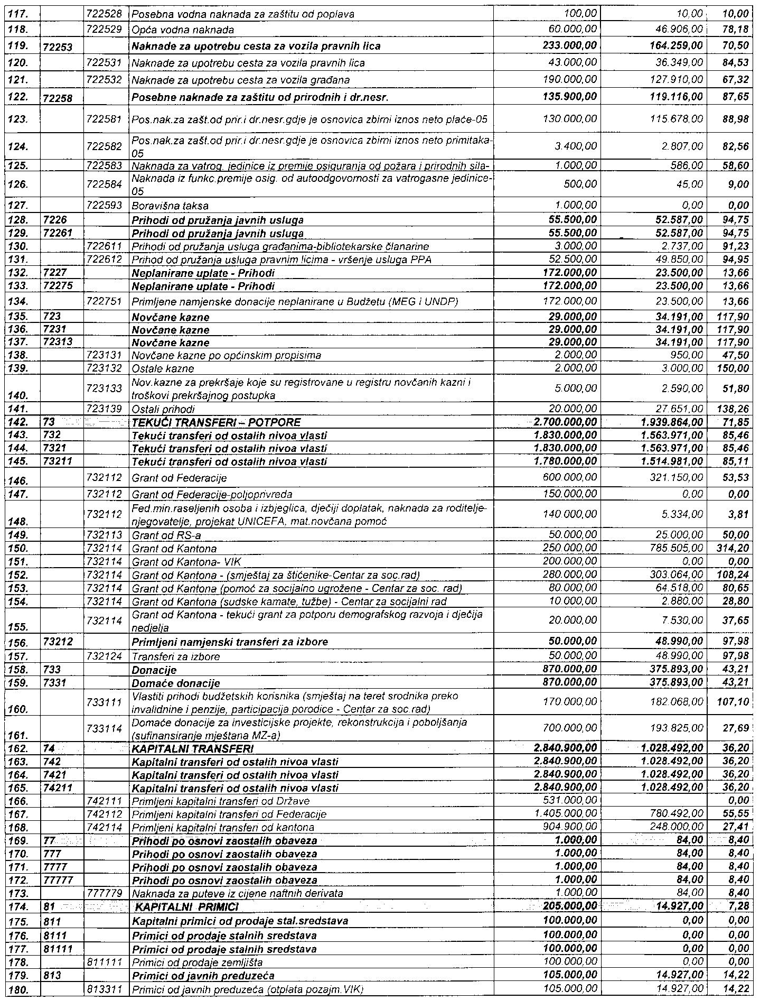 117. 722528 Posebna vodna naknada za zaštitu od poplava 100,00 10,00 10,00
118. 722529 Opća vodna naknada 60.000,00 46.906,00 78,18
119. 72253 Naknade za upotrebu cesta za vozila pravnih lica 233.000,00 164.259,00 70,50
120. 722531 Naknade za upotrebu cesta za vozila pravnih lica 43.000,00 36.349,00 84,53
121. 722532 Naknade za upotrebu cesta za vozila građana 190.000,00 127.910,00 67,32
122. 72258 Posebne naknade za zaštitu od prirodnih i dr.nesr. 135.900,00 119.116,00 87,65
123. 722581 Pos.nak.za zašt.od prir.i dr.nesr.gdje je osnovica zbirni iznos neto plaće-05 130.000,00 115.678,00 88,98
124. 722582 Pos.nak.za zašt.od prir.i dr.nesr.gdje je osnovica zbirni iznos neto primitaka-
05 3.400,00 2.807,00 82,56
125. 722583 Naknada za vatrog. jedinice iz premije osiguranja od požara i prirodnih sila- 1.000,00 586,00 58,60
126. 722584 Naknada iz funkc.premije osig. od autoodgovornosti za vatrogasne jedinice-
05 500,00 45,00 9,00
127. 722593 Boravišna taksa 1.000,00 0,00 0,00
128. 7226 Prihodi od pružanja javnih usluga 55.500,00 52.587,00 94,75
129. 72261 Prihodi od pružanja javnih usluga 55.500,00 52.587,00 94,75
130. 722611 Prihodi od pružanja usluga građanima-bibliotekarske članarine 3.000,00 2.737,00 91,23
131. 722612 Prihod od pružanja usluga pravnim licima - vršenje usluga PPA 52.500,00 49.850,00 94,95
132. 7227 Neplanirane uplate - Prihodi 172.000,00 23.500,00 13,66
133. 72275 Neplanirane uplate - Prihodi 172.000,00 23.500,00 13,66
134. 722751 Primljene namjenske donacije neplanirane u Budžetu (MEG i UNDP) 172.000,00 23.500,00 13,66
135. 723 Novčane kazne 29.000,00 34.191,00 117,90
136. 7231 Novčane kazne 29.000,00 34.191,00 117,90
137. 72313 Novčane kazne 29.000,00 34.191,00 117,90
138. 723131 Novčane kazne po općinskim propisima 2.000,00 950,00 47,50
139. 723132 Ostale kazne 2.000,00 3.000,00 150,00
140. 723133 Nov.kazne za prekršaje koje su registrovane u registru novčanih kazni i
troškovi prekršajnog postupka 5.000,00 2.590,00 51,80
141. 723139 Ostali prihodi 20.000,00 27.651,00 138,26
142. 73 TEKUĆI TRANSFERI – POTPORE 2.700.000,00 1.939.864,00 71,85
143. 732 Tekući transferi od ostalih nivoa vlasti 1.830.000,00 1.563.971,00 85,46
144. 7321 Tekući transferi od ostalih nivoa vlasti 1.830.000,00 1.563.971,00 85,46
145. 73211 Tekući transferi od ostalih nivoa vlasti 1.780.000,00 1.514.981,00 85,11
146. 732112 Grant od Federacije 600.000,00 321.150,00 53,53
147. 732112 Grant od Federacije-poljoprivreda 150.000,00 0,00 0,00
148. 732112 Fed.min.raseljenih osoba i izbjeglica, dječiji doplatak, naknada za roditelje-
njegovatelje, projekat UNICEFA, mat.novčana pomoć 140.000,00 5.334,00 3,81
149. 732113 Grant od RS-a 50.000,00 25.000,00 50,00
150. 732114 Grant od Kantona 250.000,00 785.505,00 314,20
151. 732114 Grant od Kantona- VIK 200.000,00 0,00 0,00
152. 732114 Grant od Kantona - (smještaj za štićenike-Centar za soc.rad) 280.000,00 303.064,00 108,24
153. 732114 Grant od Kantona (pomoć za socijalno ugrožene - Centar za soc. rad) 80.000,00 64.518,00 80,65
154. 732114 Grant od Kantona (sudske kamate, tužbe) - Centar za socijalni rad 10.000,00 2.880,00 28,80
155. 732114 Grant od Kantona - tekući grant za potporu demografskog razvoja i dječija
nedjelja 20.000,00 7.530,00 37,65
156. 73212 Primljeni namjenski transferi za izbore 50.000,00 48.990,00 97,98
157. 732124 Transferi za izbore 50.000,00 48.990,00 97,98
158. 733 Donacije 870.000,00 375.893,00 43,21
159. 7331 Domaće donacije 870.000,00 375.893,00 43,21
160. 733111 Vlastiti prihodi budžetskih korisnika (smještaj na teret srodnika preko
invalidnine i penzije, participacija porodice - Centar za soc.rad) 170.000,00 182.068,00 107,10
161. 733114 Domaće donacije za investicijske projekte, rekonstrukcija i poboljšanja
(sufinansiranje mještana MZ-a) 700.000,00 193.825,00 27,69
162. 74 KAPITALNI TRANSFERI 2.840.900,00 1.028.492,00 36,20
163. 742 Kapitalni transferi od ostalih nivoa vlasti 2.840.900,00 1.028.492,00 36,20
164. 7421 Kapitalni transferi od ostalih nivoa vlasti 2.840.900,00 1.028.492,00 36,20
165. 74211 Kapitalni transferi od ostalih nivoa vlasti 2.840.900,00 1.028.492,00 36,20
166. 742111 Primljeni kapitalni transferi od Države 531.000,00 0,00
167. 742112 Primljeni kapitalni transferi od Federacije 1.405.000,00 780.492,00 55,55
168. 742114 Primljeni kapitalni transferi od kantona 904.900,00 248.000,00 27,41
169. 77 Prihodi po osnovi zaostalih obaveza 1.000,00 84,00 8,40
170. 777 Prihodi po osnovi zaostalih obaveza 1.000,00 84,00 8,40
171. 7777 Prihodi po osnovi zaostalih obaveza 1.000,00 84,00 8,40
172. 77777 Prihodi po osnovi zaostalih obaveza 1.000,00 84,00 8,40
173. 777779 Naknada za puteve iz cijene naftnih derivata 1.000,00 84,00 8,40
174. 81 KAPITALNI PRIMICI 205.000,00 14.927,00 7,28
175. 811 Kapitalni primici od prodaje stal.sredstava 100.000,00 0,00 0,00
176. 8111 Primici od prodaje stalnih sredstava 100.000,00 0,00 0,00
177. 81111 Primici od prodaje stalnih sredstava 100.000,00 0,00 0,00
178. 811111 Primici od prodaje zemljišta 100.000,00 0,00 0,00
179. 813 Primici od javnih preduzeća 105.000,00 14.927,00 14,22
180. 813311 Primici od javnih preduzeća (otplata pozajm.VIK) 105.000,00 14.927,00 14,22